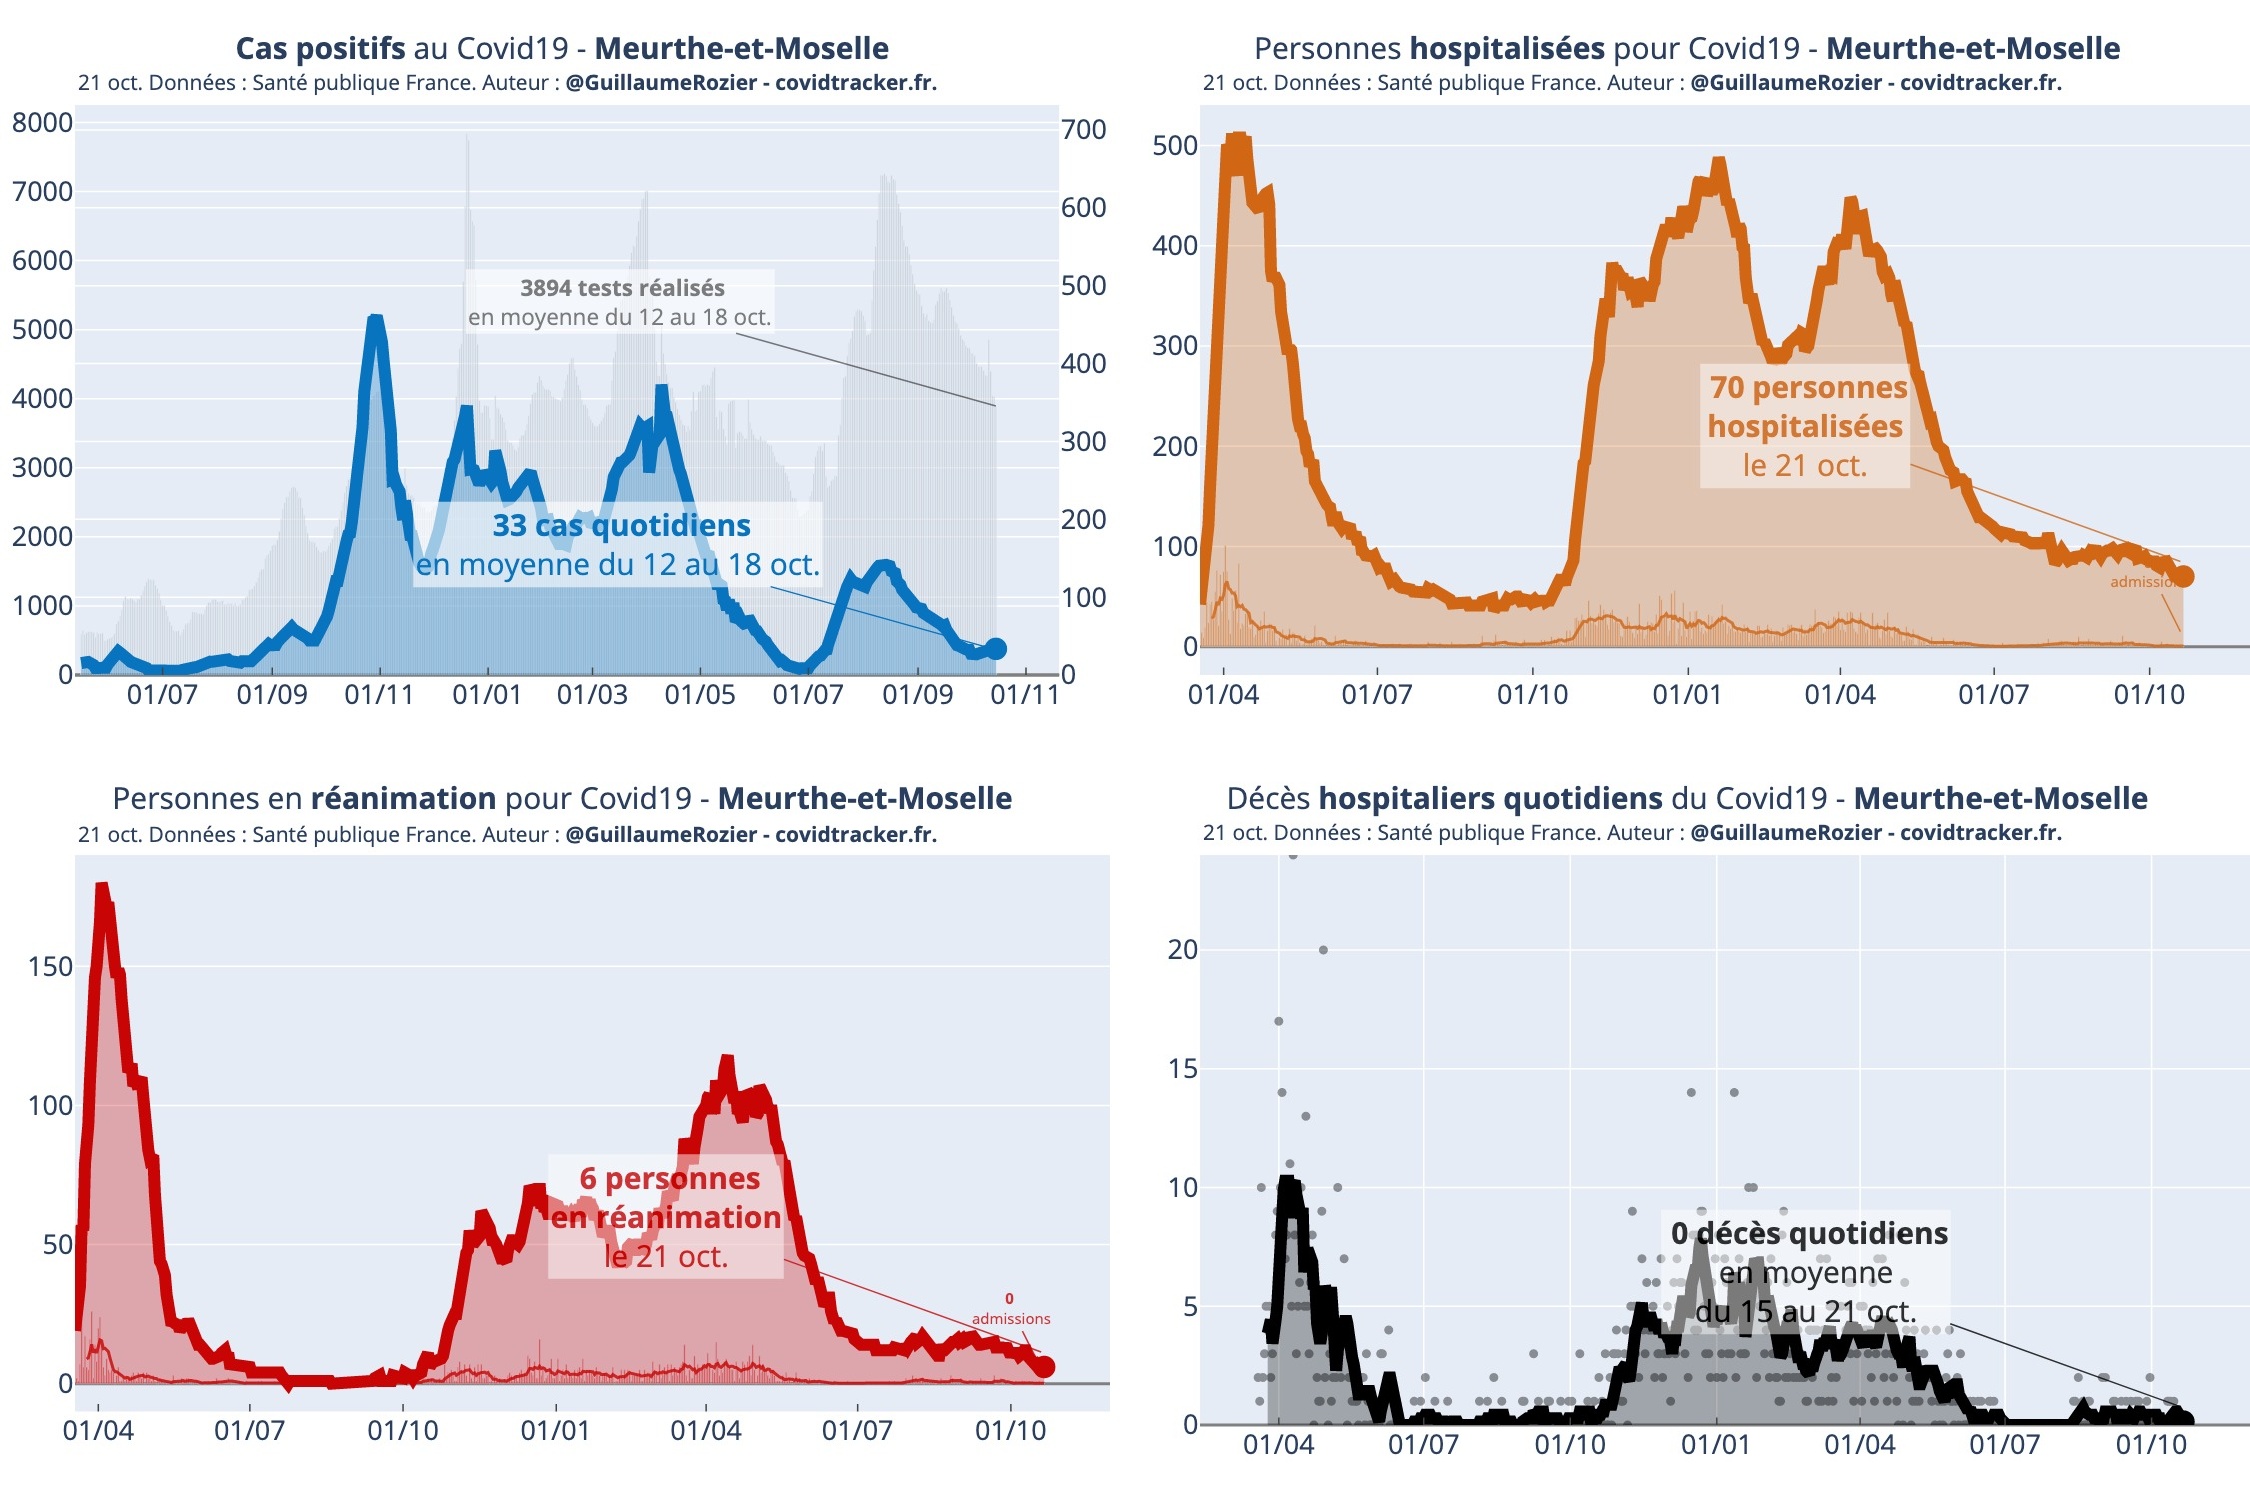 Cas positifs au Covid19 - Meurthe-et-Moselle
21 oct. Données : Santé publique France. Auteur : @GuillaumeRozier - covidtracker.fr.
8000
7000
6000
5000
4000
3000
2000
1000
0
700
600
500
400
300
200
100
0
3894 tests réalisés
en moyenne du 12 au 18 oct.
33 cas quotidiens
en moyenne du 12 au 18 oct.
01/07 01/09 01/11 01/01 01/03 01/05 01/07 01/09 01/11
Personnes hospitalisées pour Covid19 - Meurthe-et-Moselle
21 oct. Données : Santé publique France. Auteur : @GuillaumeRozier - covidtracker.fr.
500
400
300
200
100
0
70 personnes
hospitalisées
le 21 oct.
admissions
01/04 01/07 01/10 01/01 01/04 01/07 01/10
Personnes en réanimation pour Covid19 - Meurthe-et-Moselle
21 oct. Données : Santé publique France. Auteur : @GuillaumeRozier - covidtracker.fr.
150
100
50
0
6 personnes
en réanimation
le 21 oct.
0
admissions
01/04 01/07 01/10 01/01 01/04 01/07 01/10
Décès hospitaliers quotidiens du Covid19 - Meurthe-et-Moselle
21 oct. Données : Santé publique France. Auteur : @GuillaumeRozier - covidtracker.fr.
20
15
10
5
0
0 décès quotidiens
en moyenne
du 15 au 21 oct.
01/04 01/07 01/10 01/01 01/04 01/07 01/10